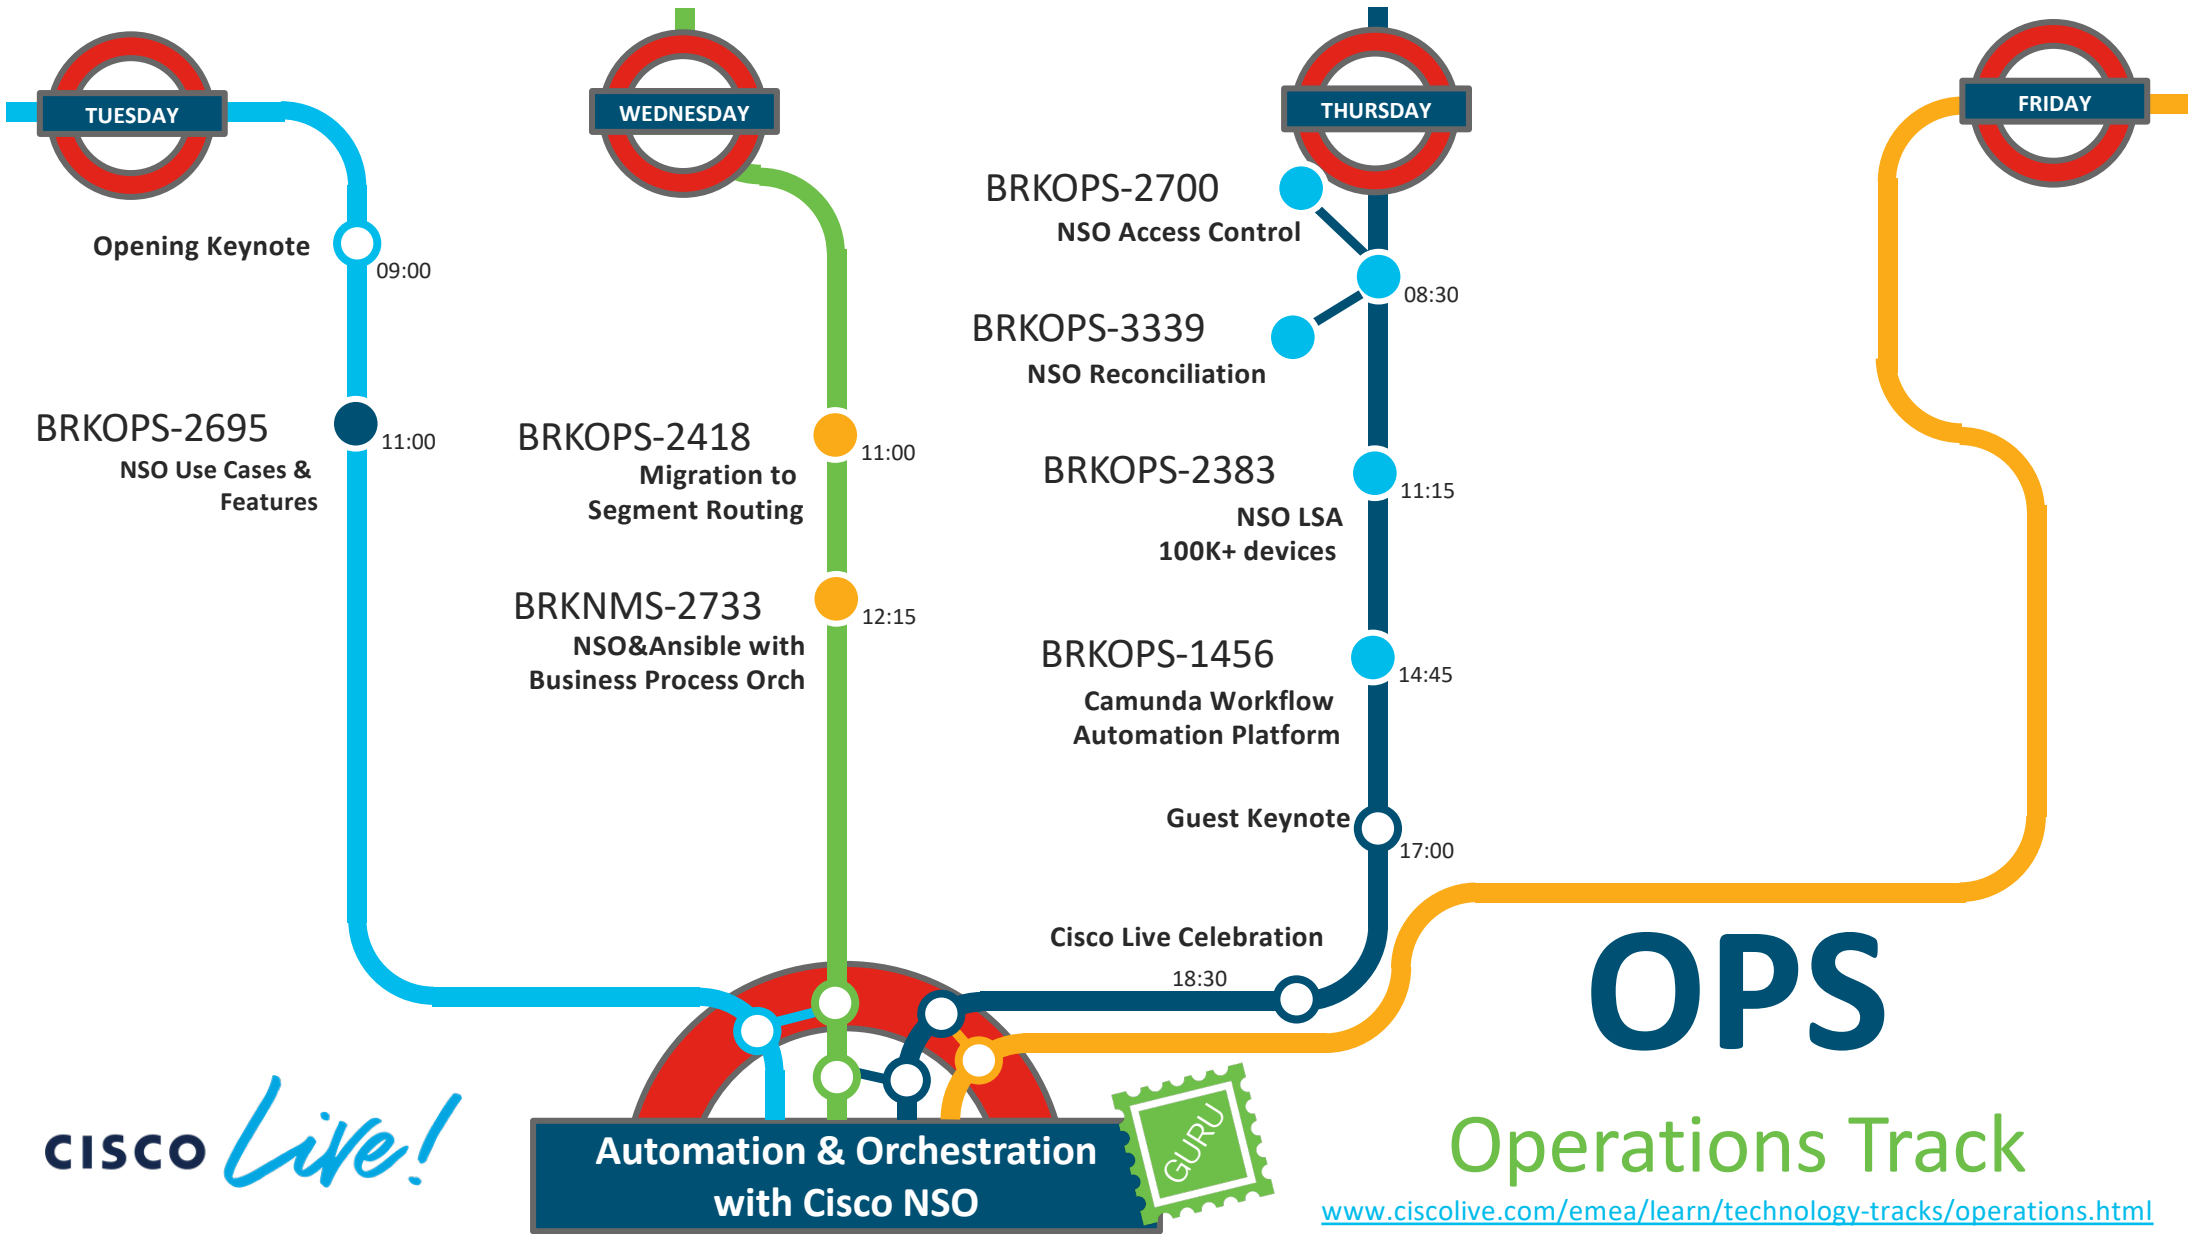 TUESDAY
Opening Keynote
09:00
BRKOPS-2695
11:00
NSO Use Cases &
Features
WEDNESDAY
BRKOPS-2418
11:00
Migration to
Segment Routing
BRKNMS-2733
12:15
NSO&Ansible with
Business Process Orch
THURSDAY
BRKOPS-2700
NSO Access Control
08:30
BRKOPS-3339
NSO Reconciliation
BRKOPS-2383
11:15
NSO LSA
100K+ devices
BRKOPS-1456
14:45
Camunda Workflow
Automation Platform
Guest Keynote
17:00
Cisco Live Celebration
18:30
FRIDAY
OPS
Operations Track
www.ciscolive.com/emea/learn/technology-tracks/operations.html
CISCO Live!
Automation & Orchestration
with Cisco NSO
GURU